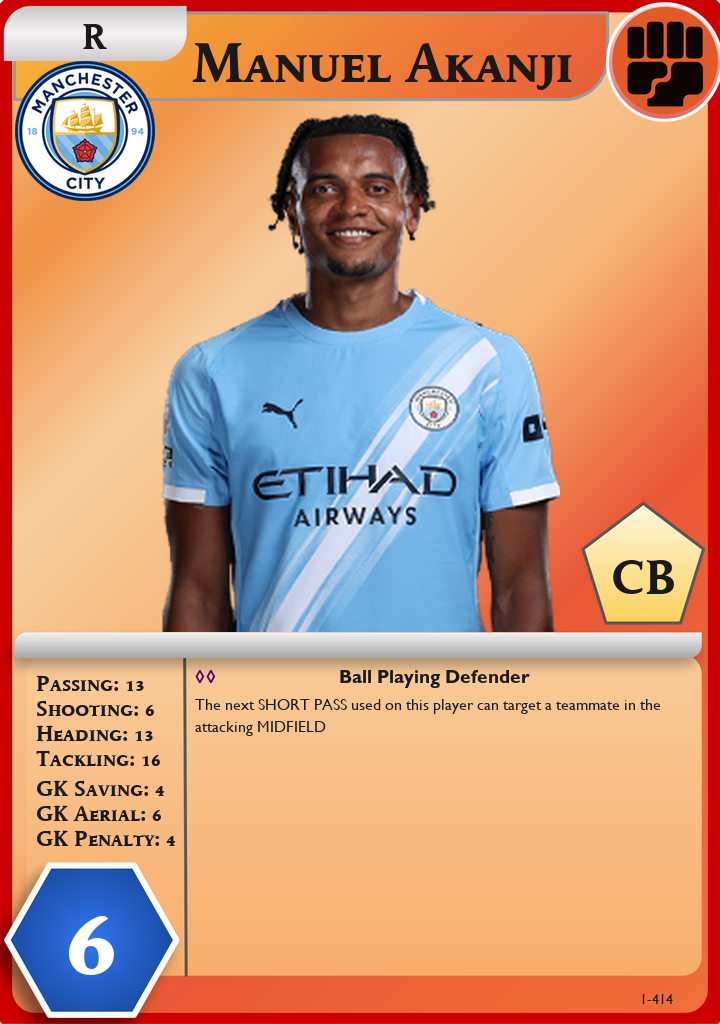 R
Manuel Akanji
MANCHESTER
18 94
CITY
MANCHESTER
CITY
ETIHAD
AIRWAYS
CB
Passing: 13
Shooting: 6
Heading: 13
Tackling: 16
GK Saving: 4
GK Aerial: 6
GK Penalty: 4
◊◊ Ball Playing Defender
The next SHORT PASS used on this player can target a teammate in the
attacking MIDFIELD
6
1-414